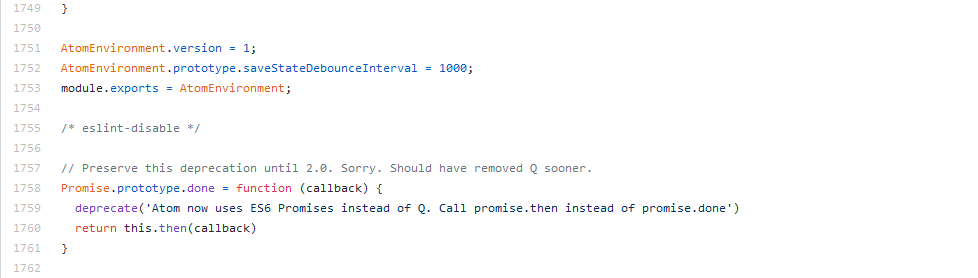 1749 }
1750
1751 AtomEnvironment.version = 1;
1752 AtomEnvironment.prototype.saveStateDebounceInterval = 1000;
1753 module.exports = AtomEnvironment;
1754
1755 /* eslint-disable */
1756
1757 // Preserve this deprecation until 2.0. Sorry. Should have removed Q sooner.
1758 Promise.prototype.done = function (callback) {
1759   deprecate('Atom now uses ES6 Promises instead of Q. Call promise.then instead of promise.done')
1760   return this.then(callback)
1761 }
1762